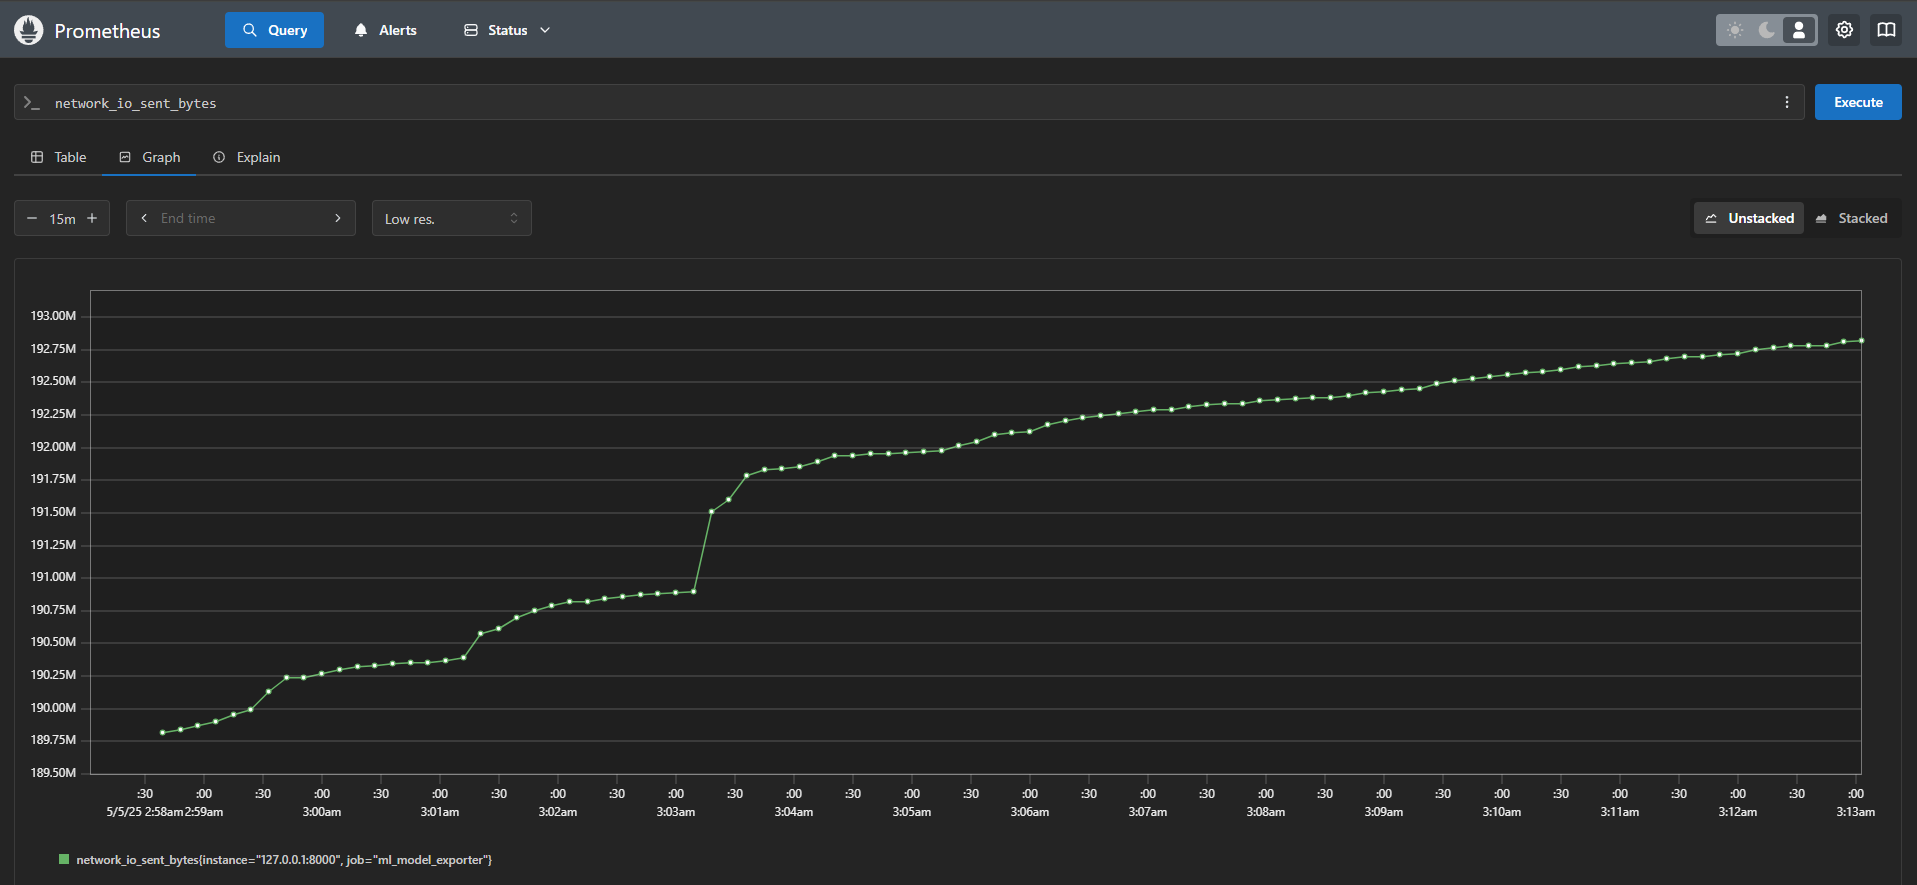 Prometheus Query Alerts Status
network_io_sent_bytes Execute
Table Graph Explain
15m End time Low res. Unstacked Stacked
193.00M
192.75M
192.50M
192.25M
192.00M
191.75M
191.50M
191.25M
191.00M
190.75M
190.50M
190.25M
190.00M
189.75M
189.50M
:30 :00 :30 :00 :30 :00 :30 :00 :30 :00 :30 :00 :30 :00 :30 :00 :30 :00 :30 :00 :30 :00 :30 :00 :30 :00 :30 :00 :30 :00
5/5/25 2:58am 2:59am 3:00am 3:01am 3:02am 3:03am 3:04am 3:05am 3:06am 3:07am 3:08am 3:09am 3:10am 3:11am 3:12am 3:13am
network_io_sent_bytes{instance="127.0.0.1:8000", job="ml_model_exporter"}